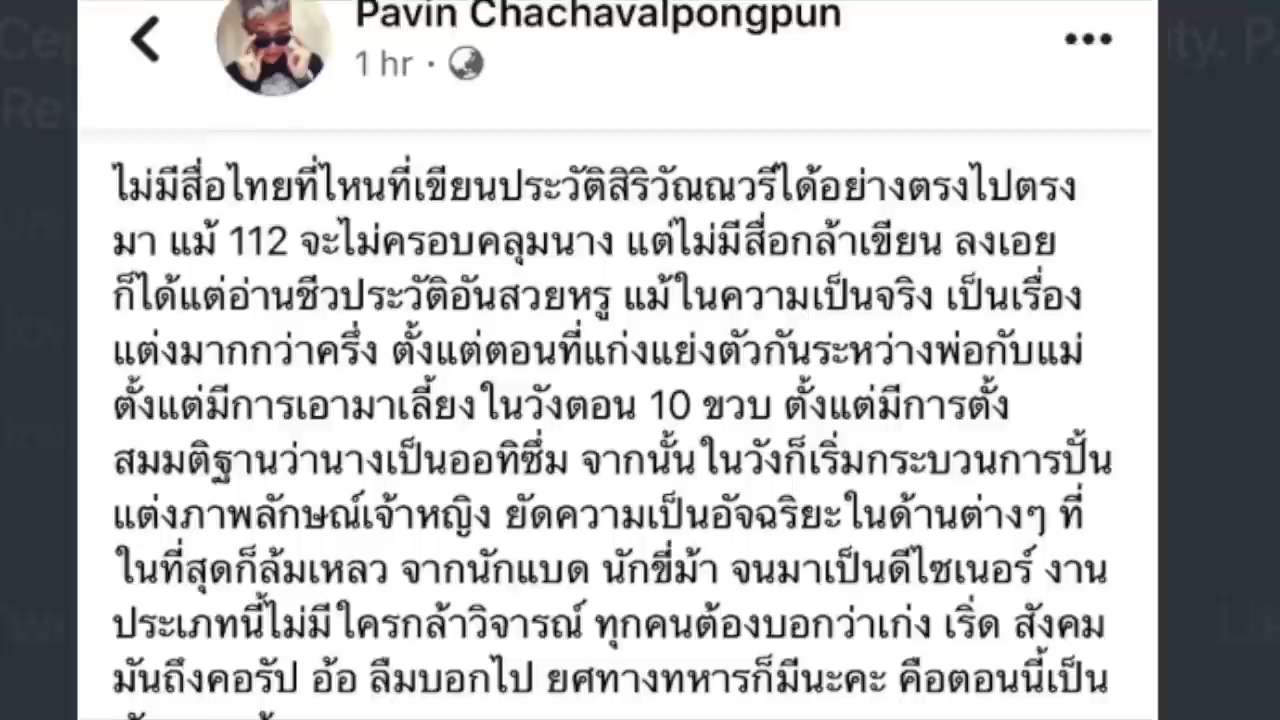 Pavin Chachavalpongpun
1 hr ·
ไม่มีสื่อไทยที่ไหนที่เขียนประวัติสิริวัณณวรีได้อย่างตรงไปตรง
มา แม้ 112 จะไม่ครอบคลุมนาง แต่ไม่มีสื่อกล้าเขียน ลงเอย
ก็ได้แต่อ่านชีวประวัติอันสวยหรู แม้ในความเป็นจริง เป็นเรื่อง
แต่งมากกว่าครึ่ง ตั้งแต่ตอนที่แก่งแย่งตัวกันระหว่างพ่อกับแม่
ตั้งแต่มีการเอามาเลี้ยงในวังตอน 10 ขวบ ตั้งแต่มีการตั้ง
สมมติฐานว่านางเป็นออทิซึ่ม จากนั้นในวังก็เริ่มกระบวนการปั้น
แต่งภาพลักษณ์เจ้าหญิง ยัดความเป็นอัจฉริยะในด้านต่างๆ ที่
ในที่สุดก็ล้มเหลว จากนักแบด นักขี่ม้า จนมาเป็นดีไซเนอร์ งาน
ประเภทนี้ไม่มีใครกล้าวิจารณ์ ทุกคนต้องบอกว่าเก่ง เริ่ด สังคม
มันถึงคอรัป อ้อ ลืมบอกไป ยศทางทหารก็มีนะคะ คือตอนนี้เป็น